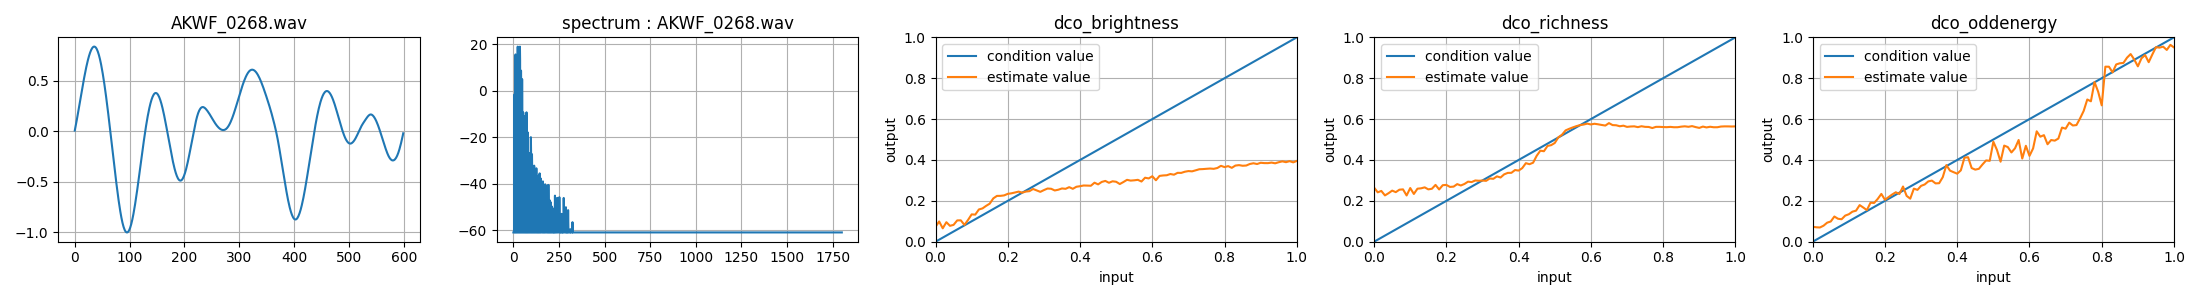 AKWF_0268.wav
0.5
0.0
−0.5
−1.0
0 100 200 300 400 500 600
spectrum : AKWF_0268.wav
20
0
−20
−40
−60
0 250 500 750 1000 1250 1500 1750
dco_brightness
condition value
estimate value
output
1.0
0.8
0.6
0.4
0.2
0.0
0.0 0.2 0.4 0.6 0.8 1.0
input
dco_richness
condition value
estimate value
output
1.0
0.8
0.6
0.4
0.2
0.0
0.0 0.2 0.4 0.6 0.8 1.0
input
dco_oddenergy
condition value
estimate value
output
1.0
0.8
0.6
0.4
0.2
0.0
0.0 0.2 0.4 0.6 0.8 1.0
input